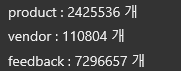 product : 2425536 개
vendor : 110804 개
feedback : 7296657 개